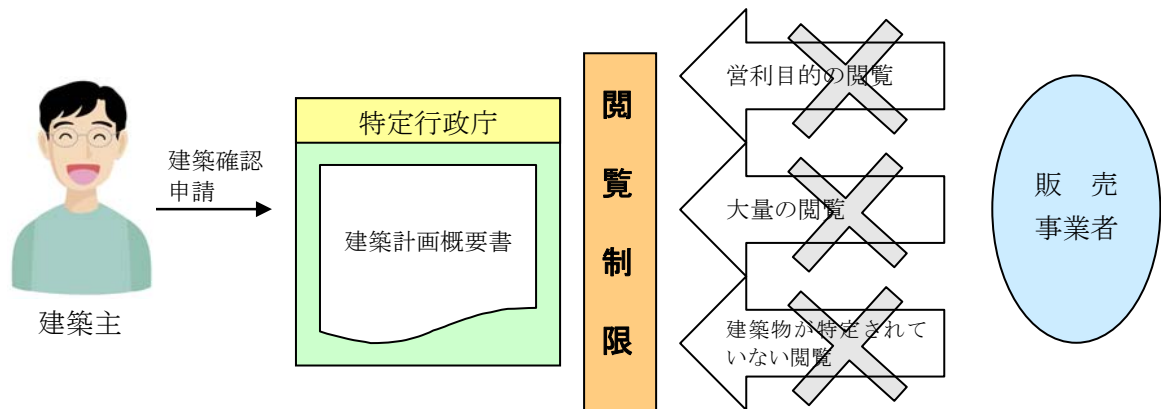 建築主
建築確認
申請
特定行政庁
建築計画概要書
閲覧制限
営利目的の閲覧
大量の閲覧
建築物が特定されて
いない閲覧
販 売
事業者